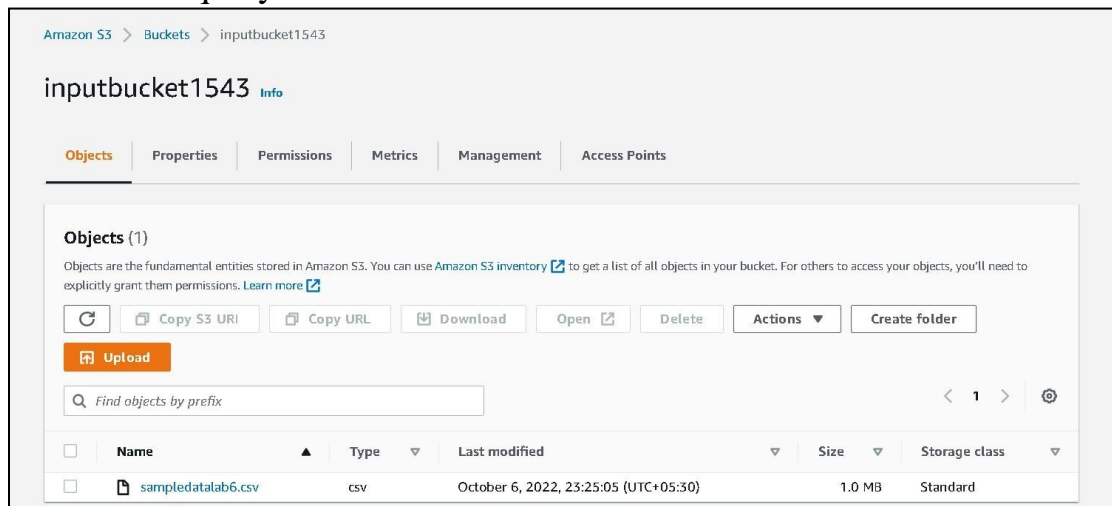 Amazon S3 > Buckets > inputbucket1543
inputbucket1543 Info
Objects Properties Permissions Metrics Management Access Points
Objects (1)
Objects are the fundamental entities stored in Amazon S3. You can use Amazon S3 inventory to get a list of all objects in your bucket. For others to access your objects, you'll need to
explicitly grant them permissions. Learn more
Copy S3 URI Copy URL Download Open Delete Actions Create folder
Upload
Find objects by prefix
< 1 >
Name Type Last modified Size Storage class
sampledatalab6.csv csv October 6, 2022, 23:25:05 (UTC+05:30) 1.0 MB Standard